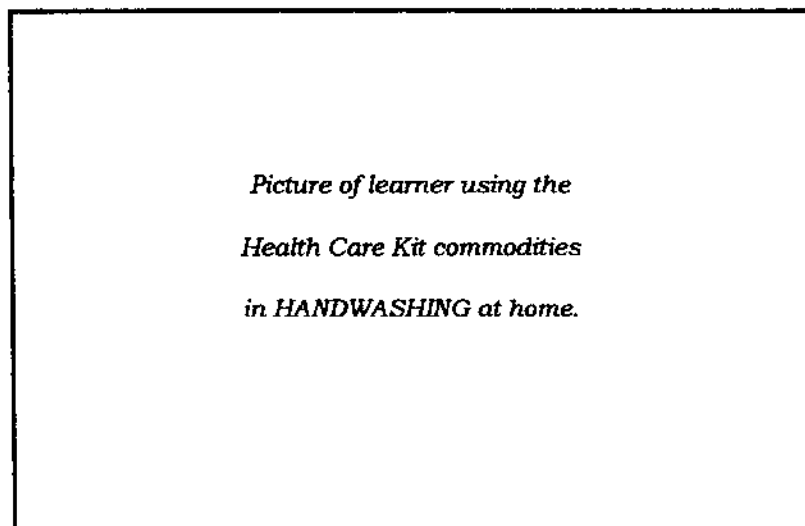 Picture of learner using the
Health Care Kit commodities
in HANDWASHING at home.